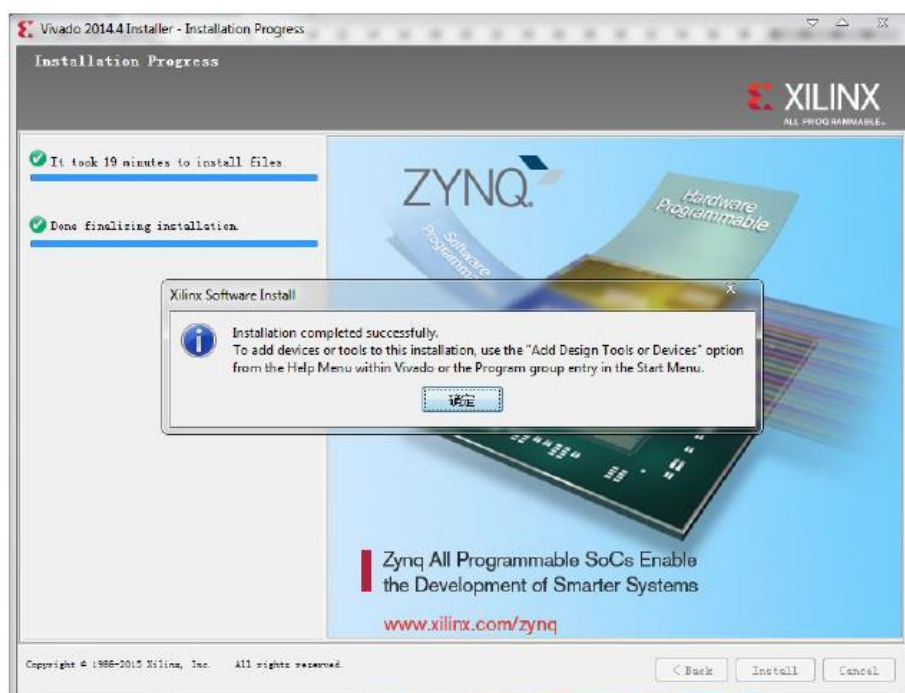 Vivado 2014.4 Installer - Installation Progress
Installation Progress
XILINX
ALL PROGRAMMABLE.
It took 19 minutes to install files.
Done finalizing installation.
ZYNQ
Hardware
Programmable
Software
Xilinx Software Install
Installation completed successfully.
To add devices or tools to this installation, use the "Add Design Tools or Devices" option
from the Help Menu within Vivado or the Program group entry in the Start Menu.
确定
Zynq All Programmable SoCs Enable
the Development of Smarter Systems
www.xilinx.com/zynq
Copyright © 1986-2015 Xilinx, Inc. All rights reserved.
< Back
Install
Cancel